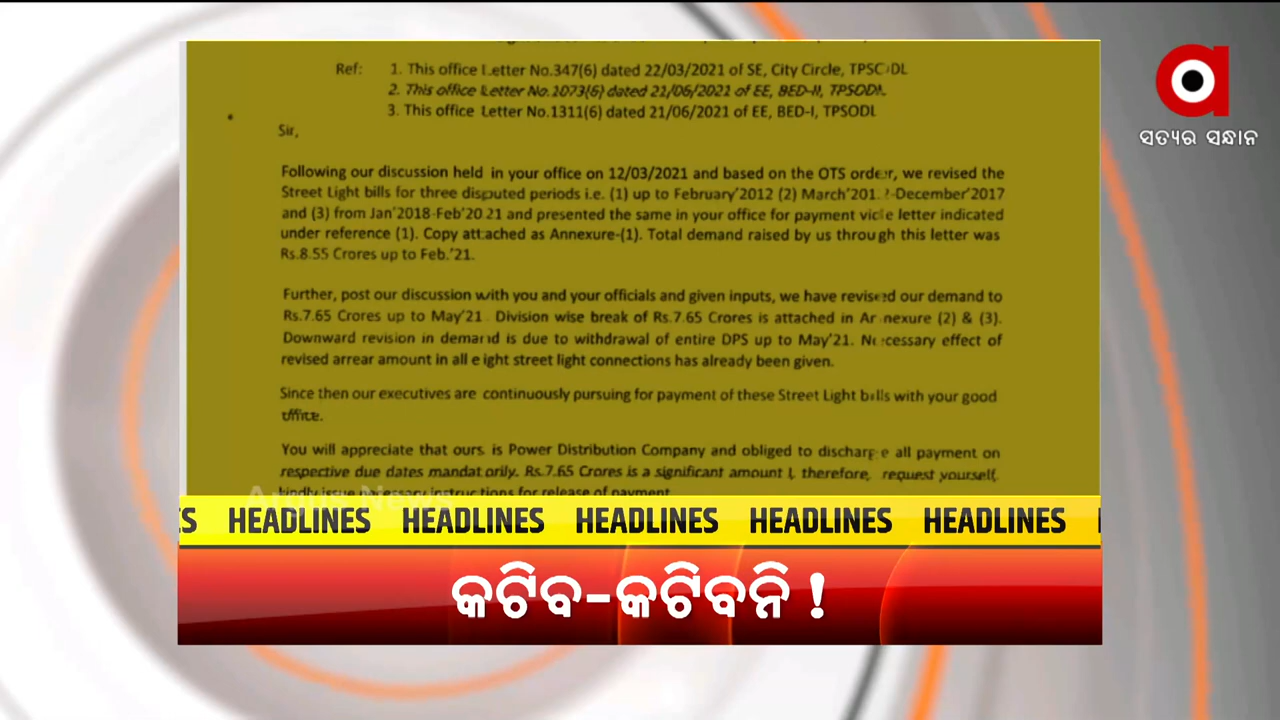 Ref: 1. This office Letter No.347(6) dated 22/03/2021 of SE, City Circle, TPSODL
2. This office Letter No.1073(6) dated 21/06/2021 of EE, BED-II, TPSODL
3. This office Letter No.1311(6) dated 21/06/2021 of EE, BED-I, TPSODL
ସତ୍ୟର ସନ୍ଧାନ
Sir,
Following our discussion held in your office on 12/03/2021 and based on the OTS order, we revised the
Street Light bills for three disputed periods i.e. (1) up to February'2012 (2) March'2012-December'2017
and (3) from Jan'2018-Feb'2021 and presented the same in your office for payment vide letter indicated
under reference (1). Copy attached as Annexure-(1). Total demand raised by us through this letter was
Rs.8.55 Crores up to Feb.'21.
Further, post our discussion with you and your officials and given inputs, we have revised our demand to
Rs.7.65 Crores up to May'21. Division wise break of Rs.7.65 Crores is attached in Annexure (2) & (3).
Downward revision in demand is due to withdrawal of entire DPS up to May'21. Necessary effect of
revised arrear amount in all eight street light connections has already been given.
Since then our executives are continuously pursuing for payment of these Street Light bills with your good
office.
You will appreciate that ours is Power Distribution Company and obliged to discharge all payment on
respective due dates mandatorily. Rs.7.65 Crores is a significant amount I, therefore, request yourself,
kindly issue necessary instructions for release of payment
Argus News
HEADLINES HEADLINES HEADLINES HEADLINES HEADLINES
କଟିବ-କଟିବନି !